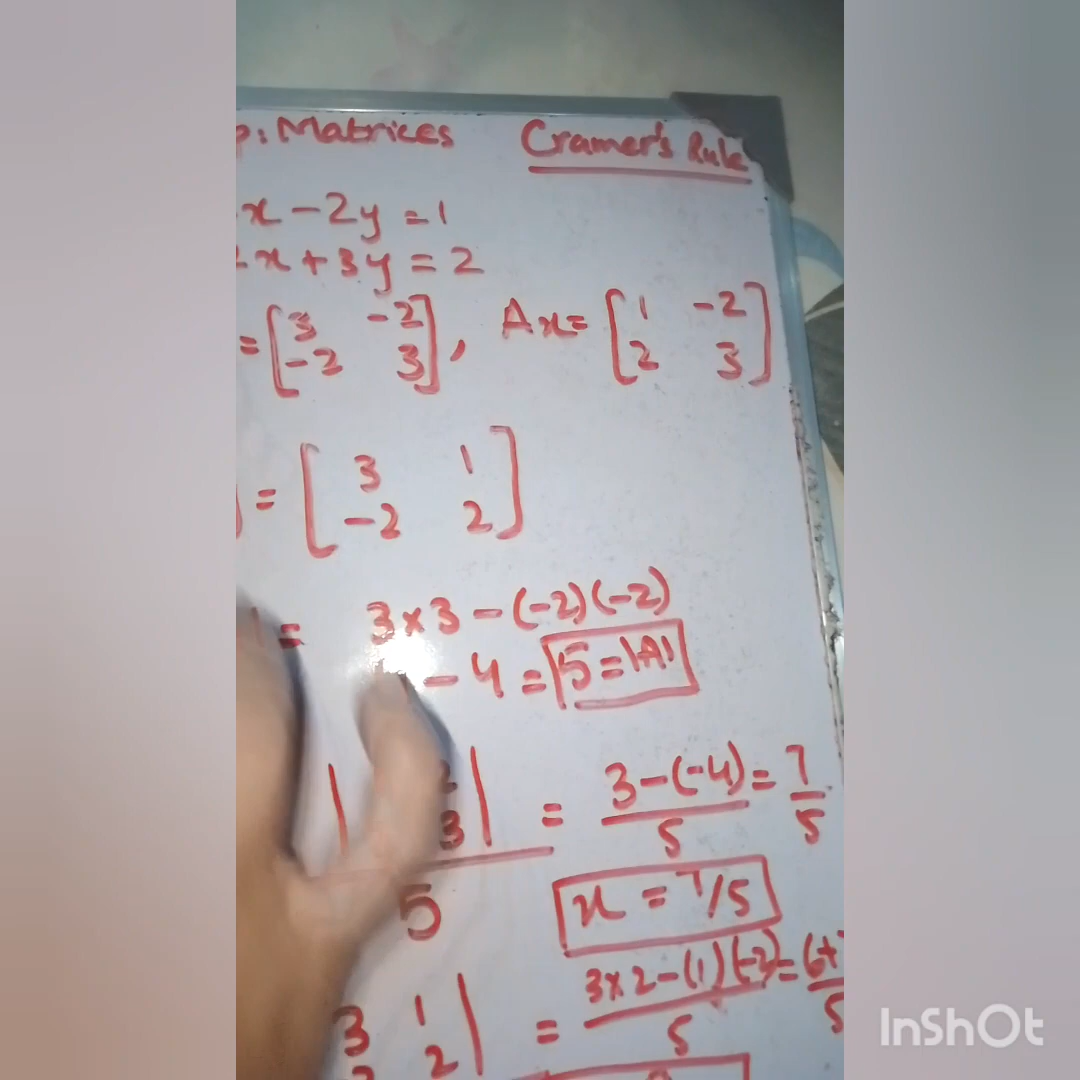 p: Matrices Cramer's Rule
x - 2y = 1
2x + 3y = 2
= [3 -2], Ax = [1 -2]
[-2 3] [2 3]
= [3 1]
[-2 2]
= 3×3 - (-2)(-2)
- 4 = 5 = |A|
3 - (-4) = 7
3 = 5 5
5 x = 7/5
3×2 - (1)(-2) = (6+
3 1 = 5 5
2
InShOt